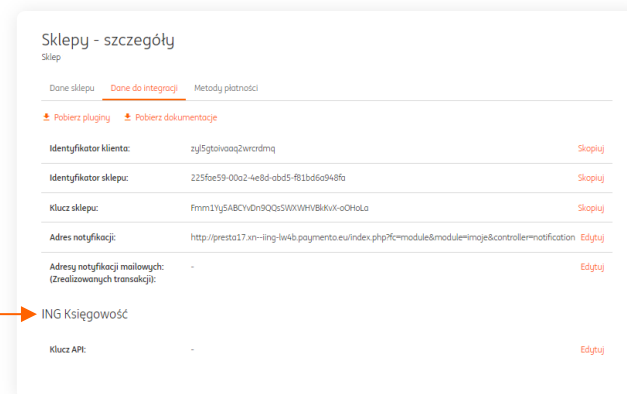 Sklepy - szczegóły
Sklep
Dane sklepu Dane do integracji Metody płatności
Pobierz pluginy Pobierz dokumentacje
Identyfikator klienta: zyl5gtoivaaq2wrcrdmq Skopiuj
Identyfikator sklepu: 225fae59-00a2-4e8d-abd5-f81bd6a948fa Skopiuj
Klucz sklepu: Fmm1Yy5ABCYvDn9QQsSWXWHVBkKvX-oOHoLa Skopiuj
Adres notyfikacji: http://presta17.xn--iing-lw4b.paymento.eu/index.php?fc=module&module=imoje&controller=notification Edytuj
Adresy notyfikacji mailowych: - Edytuj
(Zrealizowanych transakcji):
ING Księgowość
Klucz API: - Edytuj